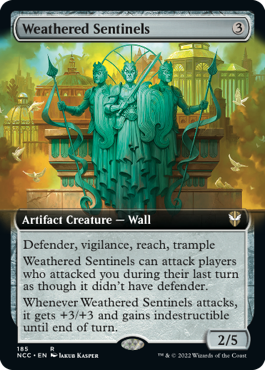 Weathered Sentinels 3
Artifact Creature — Wall
Defender, vigilance, reach, trample
Weathered Sentinels can attack players
who attacked you during their last turn
as though it didn't have defender.
Whenever Weathered Sentinels attacks,
it gets +3/+3 and gains indestructible
until end of turn.
2/5
185 R
NCC • EN Jakub Kasper ™ & © 2022 Wizards of the Coast